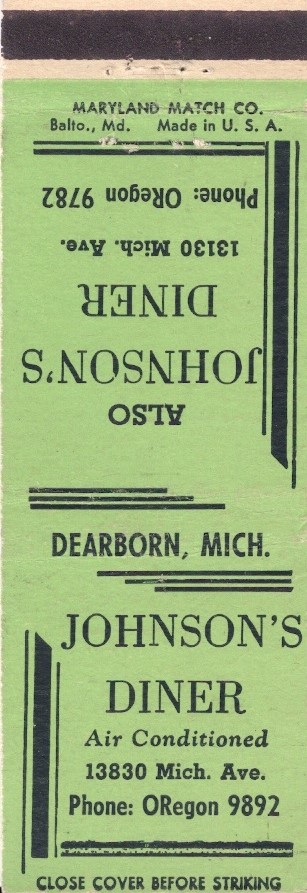 MARYLAND MATCH CO.
Balto., Md. Made in U. S. A.
ALSO
JOHNSON'S
DINER
13130 Mich. Ave.
Phone: ORegon 9782
DEARBORN, MICH.
JOHNSON'S
DINER
Air Conditioned
13830 Mich. Ave.
Phone: ORegon 9892
CLOSE COVER BEFORE STRIKING